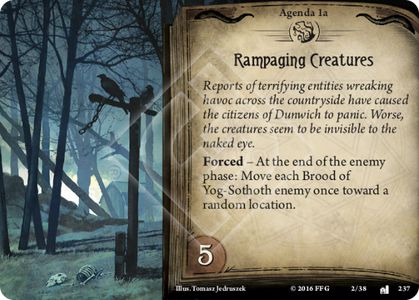 Agenda 1a
Rampaging Creatures
Reports of terrifying entities wreaking
havoc across the countryside have caused
the citizens of Dunwich to panic. Worse,
the creatures seem to be invisible to the
naked eye.
Forced – At the end of the enemy
phase: Move each Brood of
Yog-Sothoth enemy once toward a
random location.
5
Illus. Tomasz Jedruszek
© 2016 FFG
2/38
237